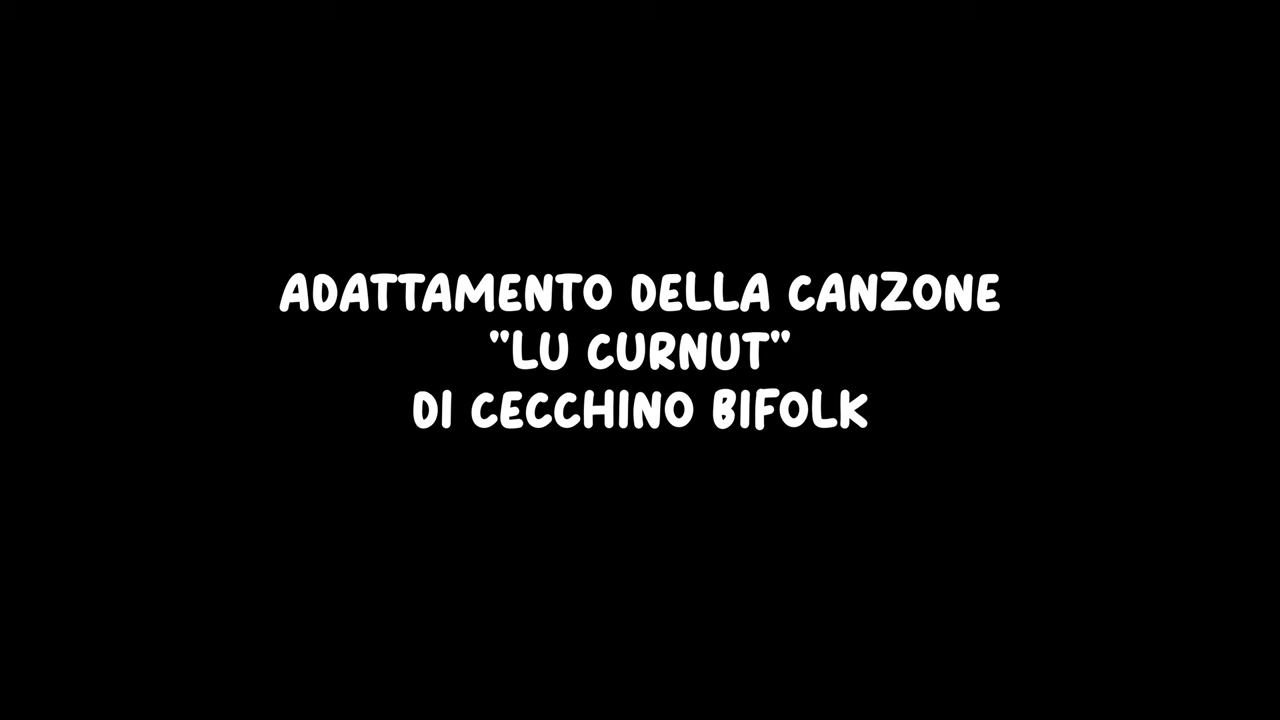 ADATTAMENTO DELLA CANZONE
"LU CURNUT"
DI CECCHINO BIFOLK